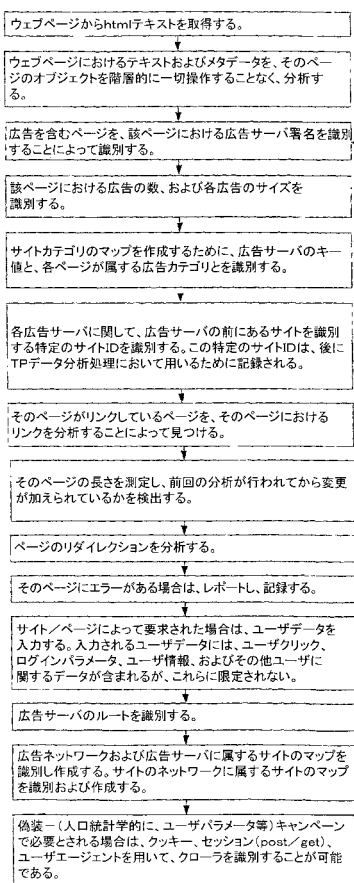 ウェブページからhtmlテキストを取得する。
ウェブページにおけるテキストおよびメタデータを、そのペー
ジのオブジェクトを階層的に一切操作することなく、分析す
る。
広告を含むページを、該ページにおける広告サーバ署名を識別
することによって識別する。
該ページにおける広告の数、および各広告のサイズを
識別する。
サイトカテゴリのマップを作成するために、広告サーバのキー
値と、各ページが属する広告カテゴリとを識別する。
各広告サーバに関して、広告サーバの前にあるサイトを識別
する特定のサイトIDを識別する。この特定のサイトIDは、後に
TPデータ分析処理において用いるために記録される。
そのページがリンクしているページを、そのページにおける
リンクを分析することによって見つける。
そのページの長さを測定し、前回の分析が行われてから変更
が加えられているかを検出する。
ページのリダイレクションを分析する。
そのページにエラーがある場合は、レポートし、記録する。
サイト/ページによって要求された場合は、ユーザデータを
入力する。入力されるユーザデータには、ユーザクリック、
ログインパラメータ、ユーザ情報、およびその他ユーザに
関するデータが含まれるが、これらに限定されない。
広告サーバのルートを識別する。
広告ネットワークおよび広告サーバに属するサイトのマップを
識別し作成する。サイトのネットワークに属するサイトのマップ
を識別および作成する。
偽装-(人口統計学的に、ユーザパラメータ等)キャンペーン
で必要とされる場合は、クッキー、セッション(post/get)、
ユーザエージェントを用いて、クローラを識別することが可能
である。